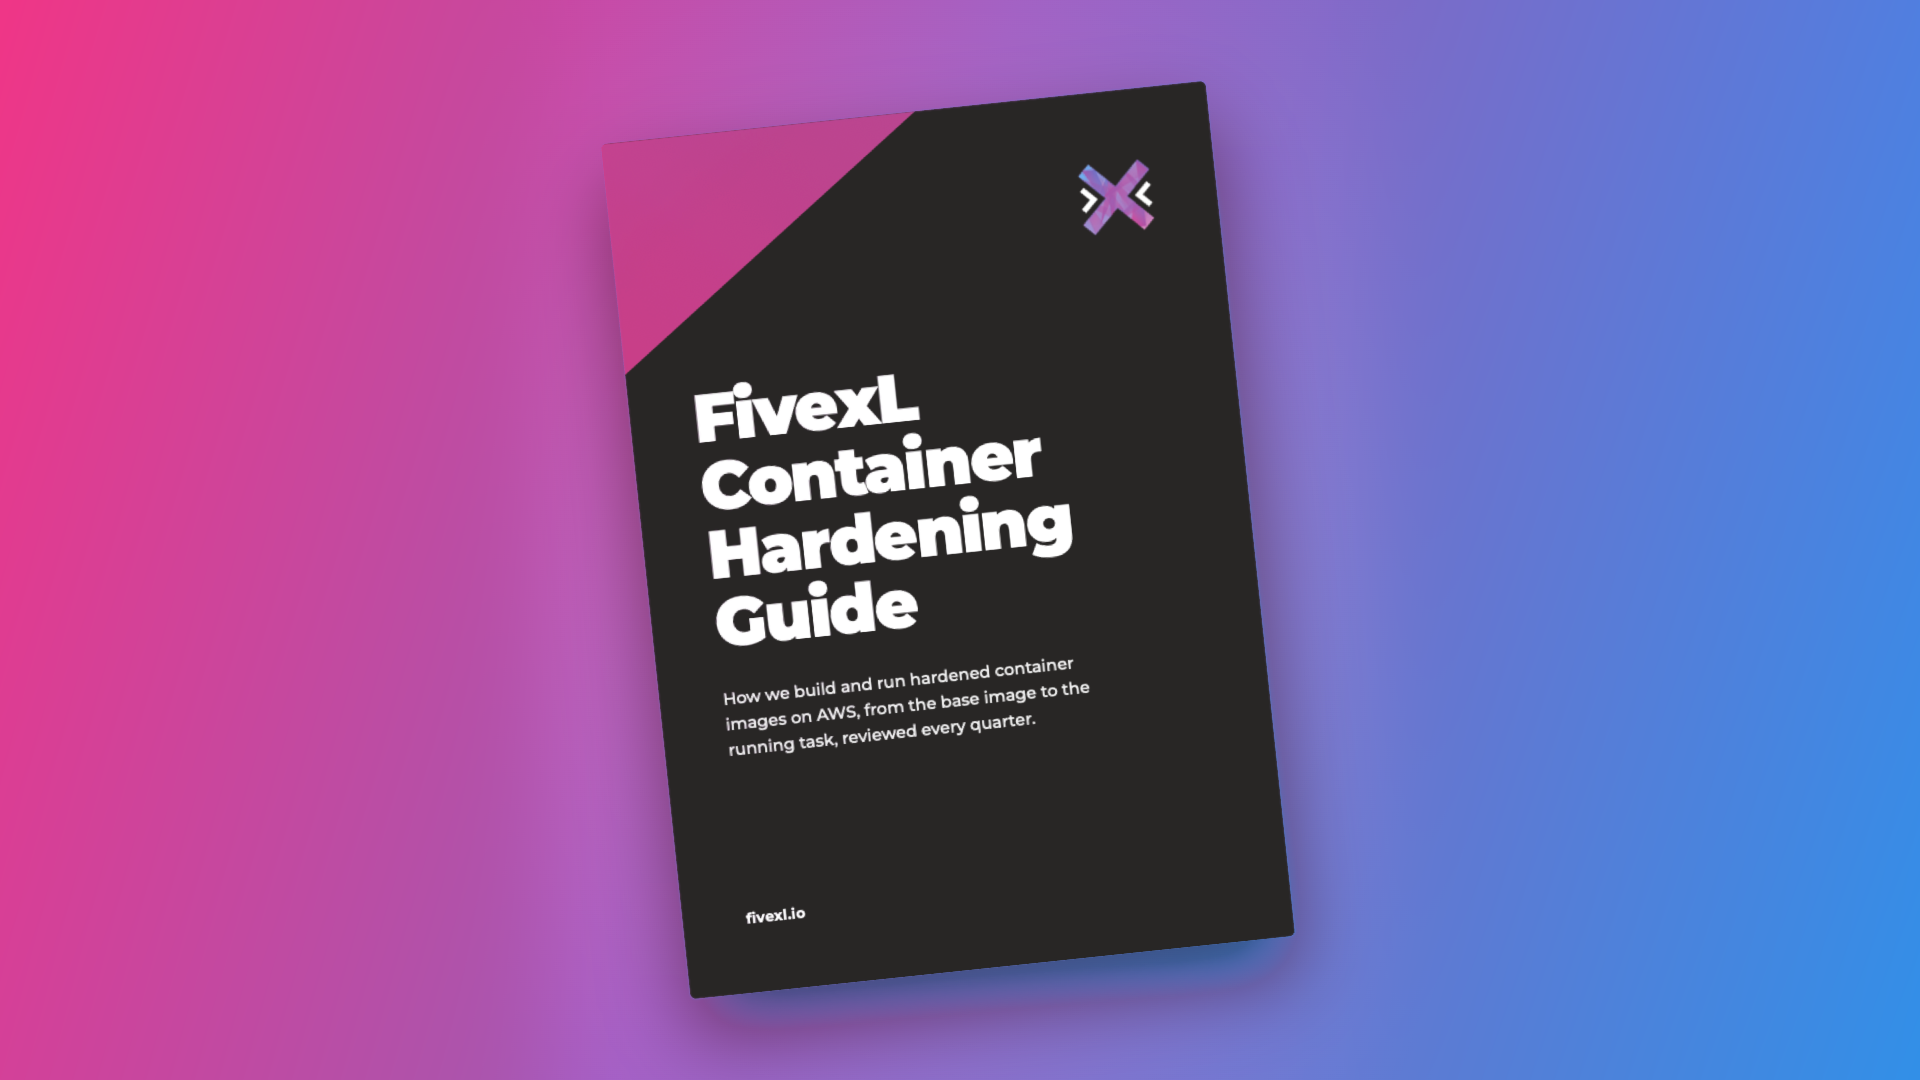 FivexL
Container
Hardening
Guide
How we build and run hardened container
images on AWS, from the base image to the
running task, reviewed every quarter.
fivexl.io